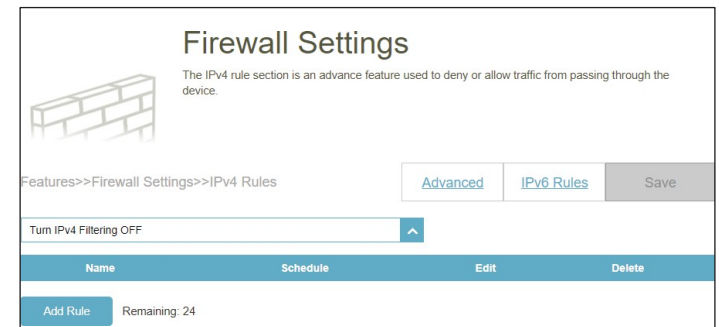 Firewall Settings
The IPv4 rule section is an advance feature used to deny or allow traffic from passing through the
device.
Features>>Firewall Settings>>IPv4 Rules
Advanced
IPv6 Rules
Save
Turn IPv4 Filtering OFF
Name Schedule Edit Delete
Add Rule Remaining: 24